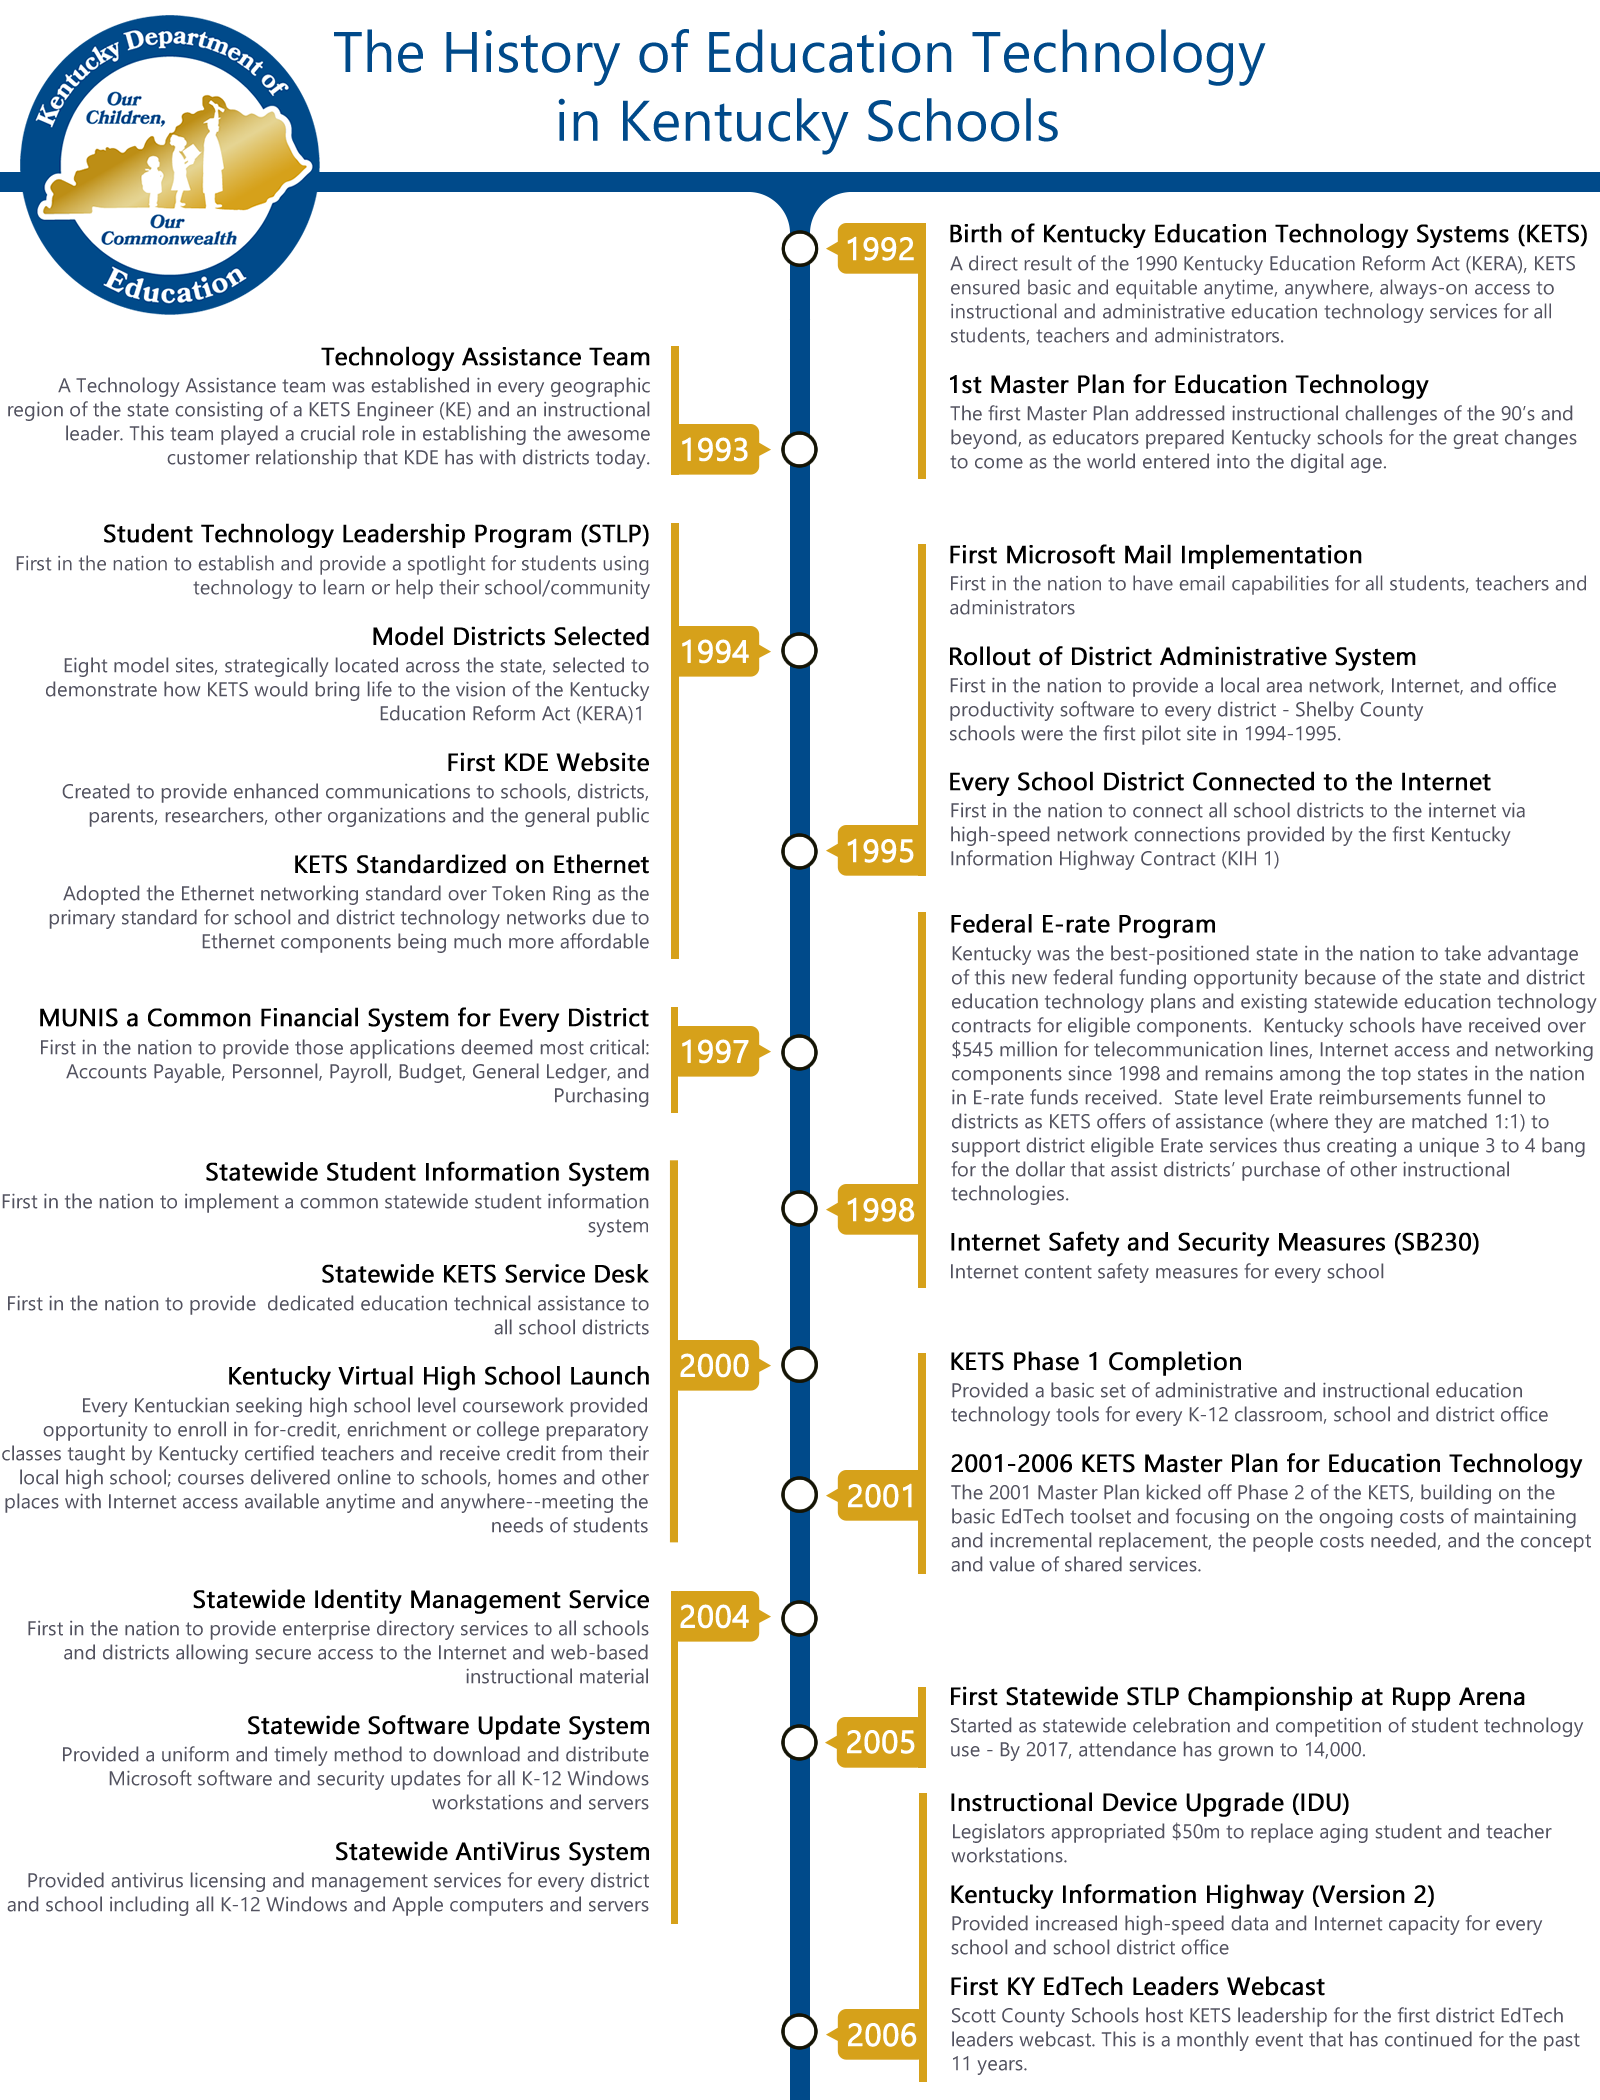 Kentucky Department of
Our
Children,
Our
Commonwealth
Education
The History of Education Technology
in Kentucky Schools
1992
Birth of Kentucky Education Technology Systems (KETS)
A direct result of the 1990 Kentucky Education Reform Act (KERA), KETS
ensured basic and equitable anytime, anywhere, always-on access to
instructional and administrative education technology services for all
students, teachers and administrators.
1st Master Plan for Education Technology
The first Master Plan addressed instructional challenges of the 90's and
beyond, as educators prepared Kentucky schools for the great changes
to come as the world entered into the digital age.
Technology Assistance Team
A Technology Assistance team was established in every geographic
region of the state consisting of a KETS Engineer (KE) and an instructional
leader. This team played a crucial role in establishing the awesome
customer relationship that KDE has with districts today.
1993
Student Technology Leadership Program (STLP)
First in the nation to establish and provide a spotlight for students using
technology to learn or help their school/community
Model Districts Selected
Eight model sites, strategically located across the state, selected to
demonstrate how KETS would bring life to the vision of the Kentucky
Education Reform Act (KERA)1
1994
First KDE Website
Created to provide enhanced communications to schools, districts,
parents, researchers, other organizations and the general public
KETS Standardized on Ethernet
Adopted the Ethernet networking standard over Token Ring as the
primary standard for school and district technology networks due to
Ethernet components being much more affordable
First Microsoft Mail Implementation
First in the nation to have email capabilities for all students, teachers and
administrators
Rollout of District Administrative System
First in the nation to provide a local area network, Internet, and office
productivity software to every district - Shelby County
schools were the first pilot site in 1994-1995.
Every School District Connected to the Internet
First in the nation to connect all school districts to the internet via
high-speed network connections provided by the first Kentucky
Information Highway Contract (KIH 1)
1995
MUNIS a Common Financial System for Every District
First in the nation to provide those applications deemed most critical:
Accounts Payable, Personnel, Payroll, Budget, General Ledger, and
Purchasing
1997
Federal E-rate Program
Kentucky was the best-positioned state in the nation to take advantage
of this new federal funding opportunity because of the state and district
education technology plans and existing statewide education technology
contracts for eligible components.  Kentucky schools have received over
$545 million for telecommunication lines, Internet access and networking
components since 1998 and remains among the top states in the nation
in E-rate funds received.  State level Erate reimbursements funnel to
districts as KETS offers of assistance (where they are matched 1:1) to
support district eligible Erate services thus creating a unique 3 to 4 bang
for the dollar that assist districts' purchase of other instructional
technologies.
1998
Internet Safety and Security Measures (SB230)
Internet content safety measures for every school
Statewide Student Information System
First in the nation to implement a common statewide student information
system
Statewide KETS Service Desk
First in the nation to provide  dedicated education technical assistance to
all school districts
2000
Kentucky Virtual High School Launch
Every Kentuckian seeking high school level coursework provided
opportunity to enroll in for-credit, enrichment or college preparatory
classes taught by Kentucky certified teachers and receive credit from their
local high school; courses delivered online to schools, homes and other
places with Internet access available anytime and anywhere--meeting the
needs of students
KETS Phase 1 Completion
Provided a basic set of administrative and instructional education
technology tools for every K-12 classroom, school and district office
2001-2006 KETS Master Plan for Education Technology
The 2001 Master Plan kicked off Phase 2 of the KETS, building on the
basic EdTech toolset and focusing on the ongoing costs of maintaining
and incremental replacement, the people costs needed, and the concept
and value of shared services.
2001
Statewide Identity Management Service
First in the nation to provide enterprise directory services to all schools
and districts allowing secure access to the Internet and web-based
instructional material
2004
Statewide Software Update System
Provided a uniform and timely method to download and distribute
Microsoft software and security updates for all K-12 Windows
workstations and servers
Statewide AntiVirus System
Provided antivirus licensing and management services for every district
and school including all K-12 Windows and Apple computers and servers
First Statewide STLP Championship at Rupp Arena
Started as statewide celebration and competition of student technology
use - By 2017, attendance has grown to 14,000.
2005
Instructional Device Upgrade (IDU)
Legislators appropriated $50m to replace aging student and teacher
workstations.
Kentucky Information Highway (Version 2)
Provided increased high-speed data and Internet capacity for every
school and school district office
First KY EdTech Leaders Webcast
Scott County Schools host KETS leadership for the first district EdTech
leaders webcast. This is a monthly event that has continued for the past
11 years.
2006